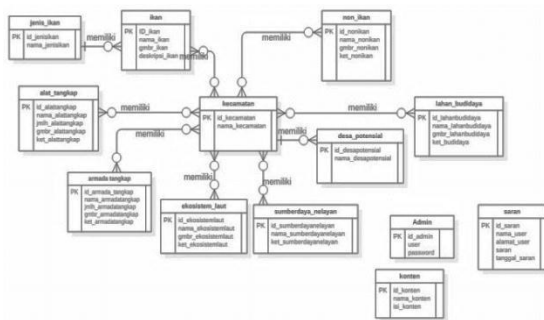 jenis_ikan
PK id_jenisikan
nama_jenisikan
memiliki
ikan
PK ID_ikan
nama_ikan
gmbr_ikan
deskripsi_ikan
memiliki
memiliki
non_ikan
PK id_nonikan
nama_nonikan
gmbr_nonikan
ket_nonikan
alat_tangkap
PK id_alattangkap
nama_alattangkap
jmlh_alattangkap
gmbr_alattangkap
ket_alattangkap
memiliki
kecamatan
PK id_kecamatan
nama_kecamatan
memiliki
lahan_budidaya
PK id_lahanbudidaya
nama_lahanbudidaya
gmbr_lahanbudidaya
ket_budidaya
memiliki
memiliki
desa_potensial
PK id_desapotensial
nama_desapotensial
armada tangkap
PK id_armada_tangkap
nama_armadatangkap
jmlh_armadatangkap
gmbr_armadatangkap
ket_armadatangkap
memiliki
memiliki
ekosistem_laut
PK id_ekosistemlaut
nama_ekosistemlaut
gmbr_ekosistemlaut
ket_ekosistemlaut
sumberdaya_nelayan
PK id_sumberdayanelayan
nama_sumberdayanelayan
ket_sumberdayanelayan
Admin
PK id_admin
user
password
saran
PK id_saran
nama_user
alamat_user
saran
tanggal_saran
konten
PK id_konten
nama_konten
isi_konten